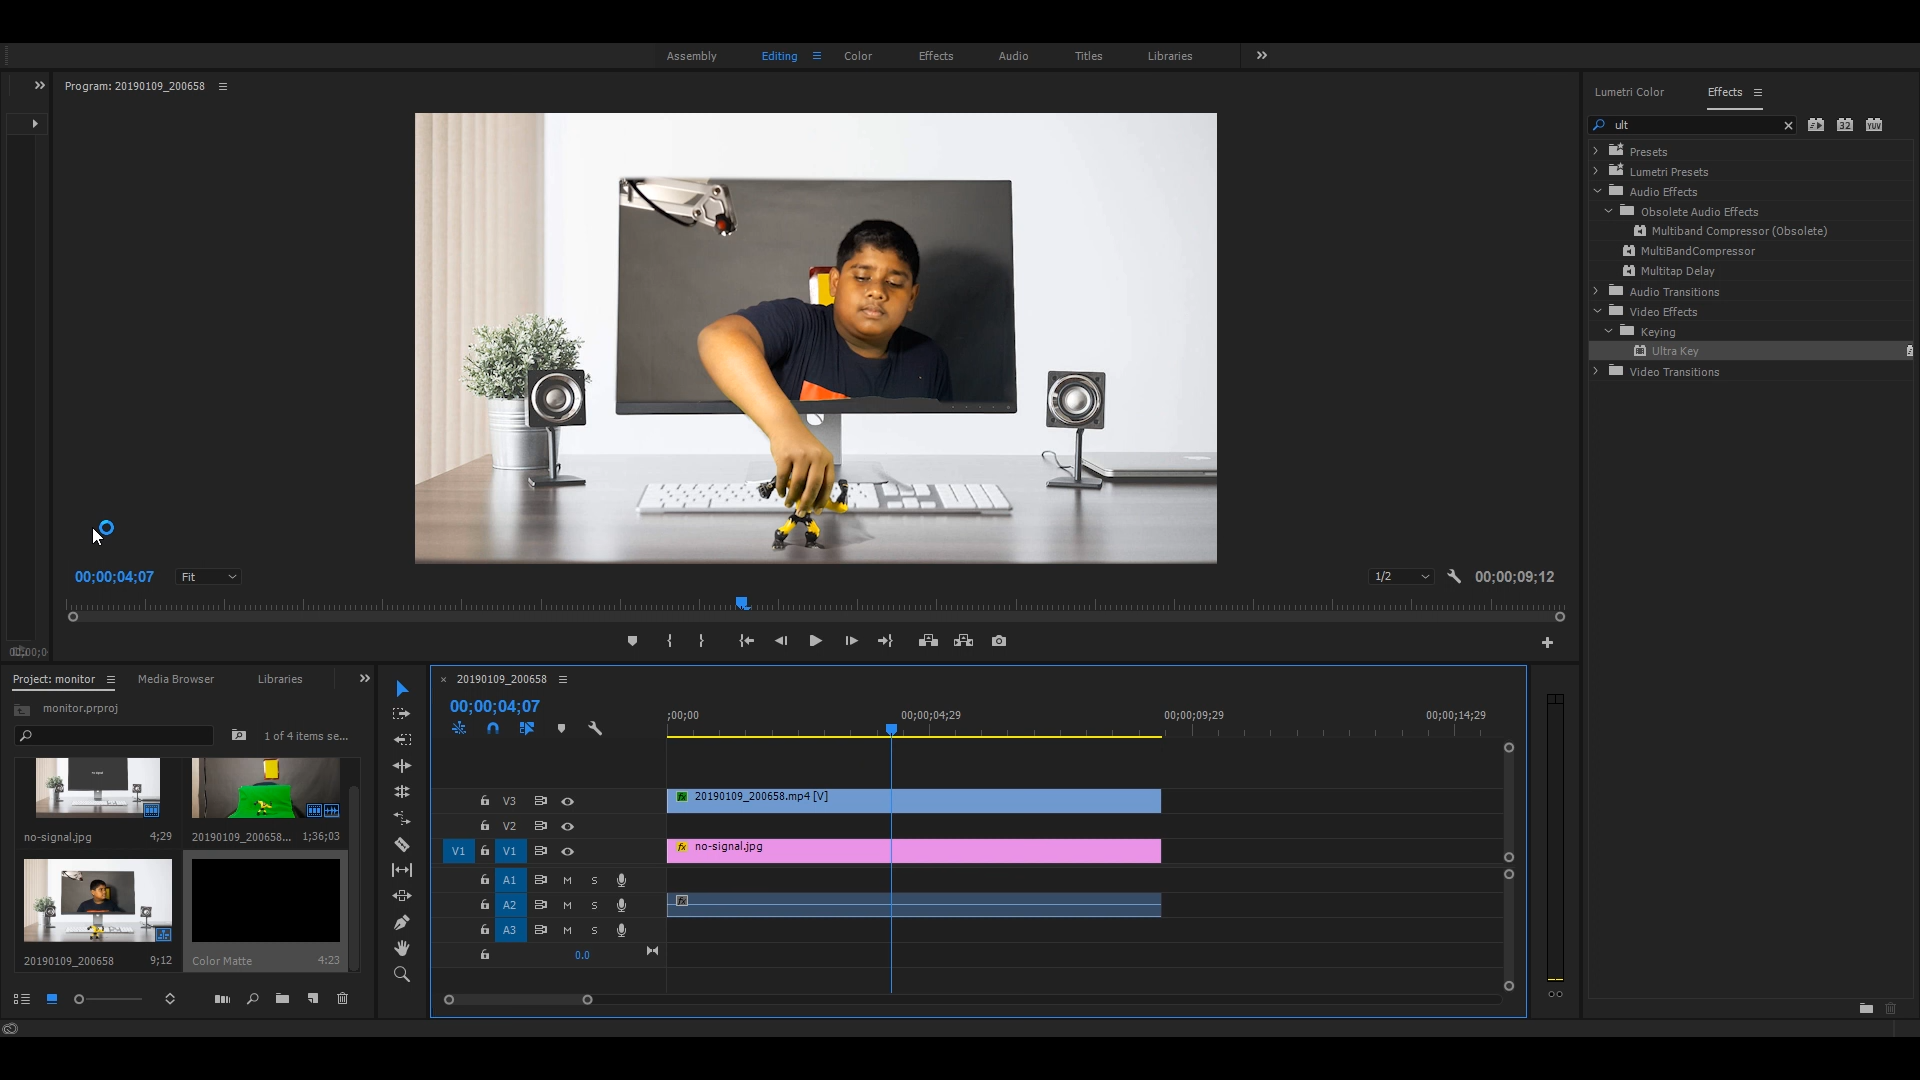 Assembly
Editing
Color
Effects
Audio
Titles
Libraries
Program: 20190109_200658
00;00;04;07
Fit
1/2
00;00;09;12
Lumetri Color
Effects
ult
32
YUV
Presets
Lumetri Presets
Audio Effects
Obsolete Audio Effects
Multiband Compressor (Obsolete)
MultiBandCompressor
Multitap Delay
Audio Transitions
Video Effects
Keying
Ultra Key
Video Transitions
Project: monitor
Media Browser
Libraries
monitor.prproj
1 of 4 items se...
no-signal.jpg
4;29
20190109_200658...
1;36;03
20190109_200658
9;12
Color Matte
4:23
20190109_200658
00;00;04;07
;00;00
00;00;04;29
00;00;09;29
00;00;14;29
V3
fx 20190109_200658.mp4 [V]
V2
V1
V1
fx no-signal.jpg
A1
M
S
A2
M
S
fx
A3
M
S
0.0